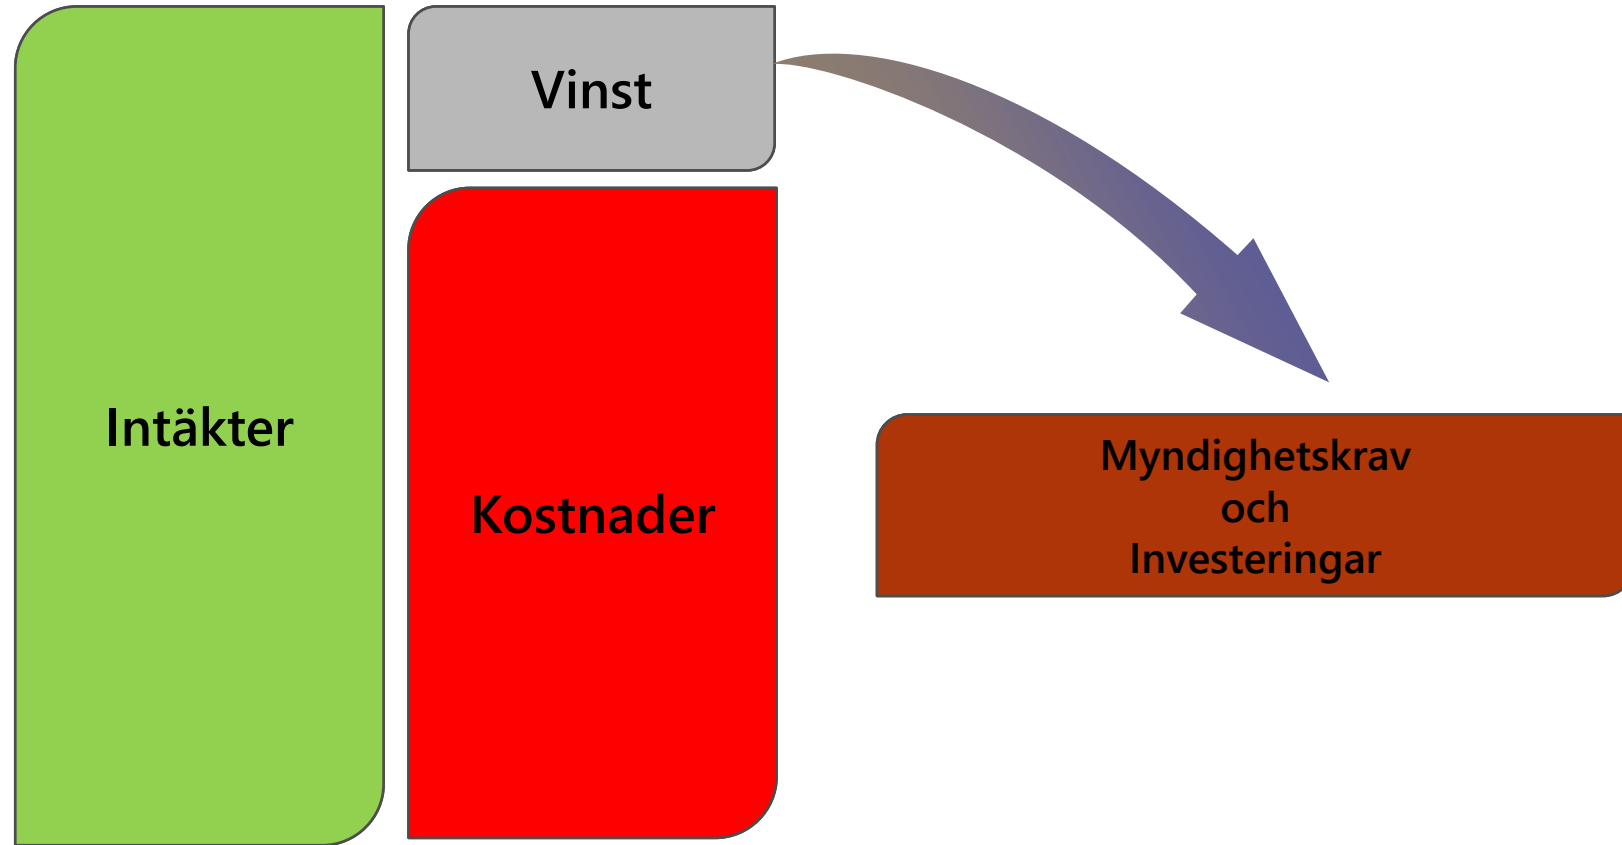 Vinst
Intäkter
Kostnader
Myndighetskrav
och
Investeringar